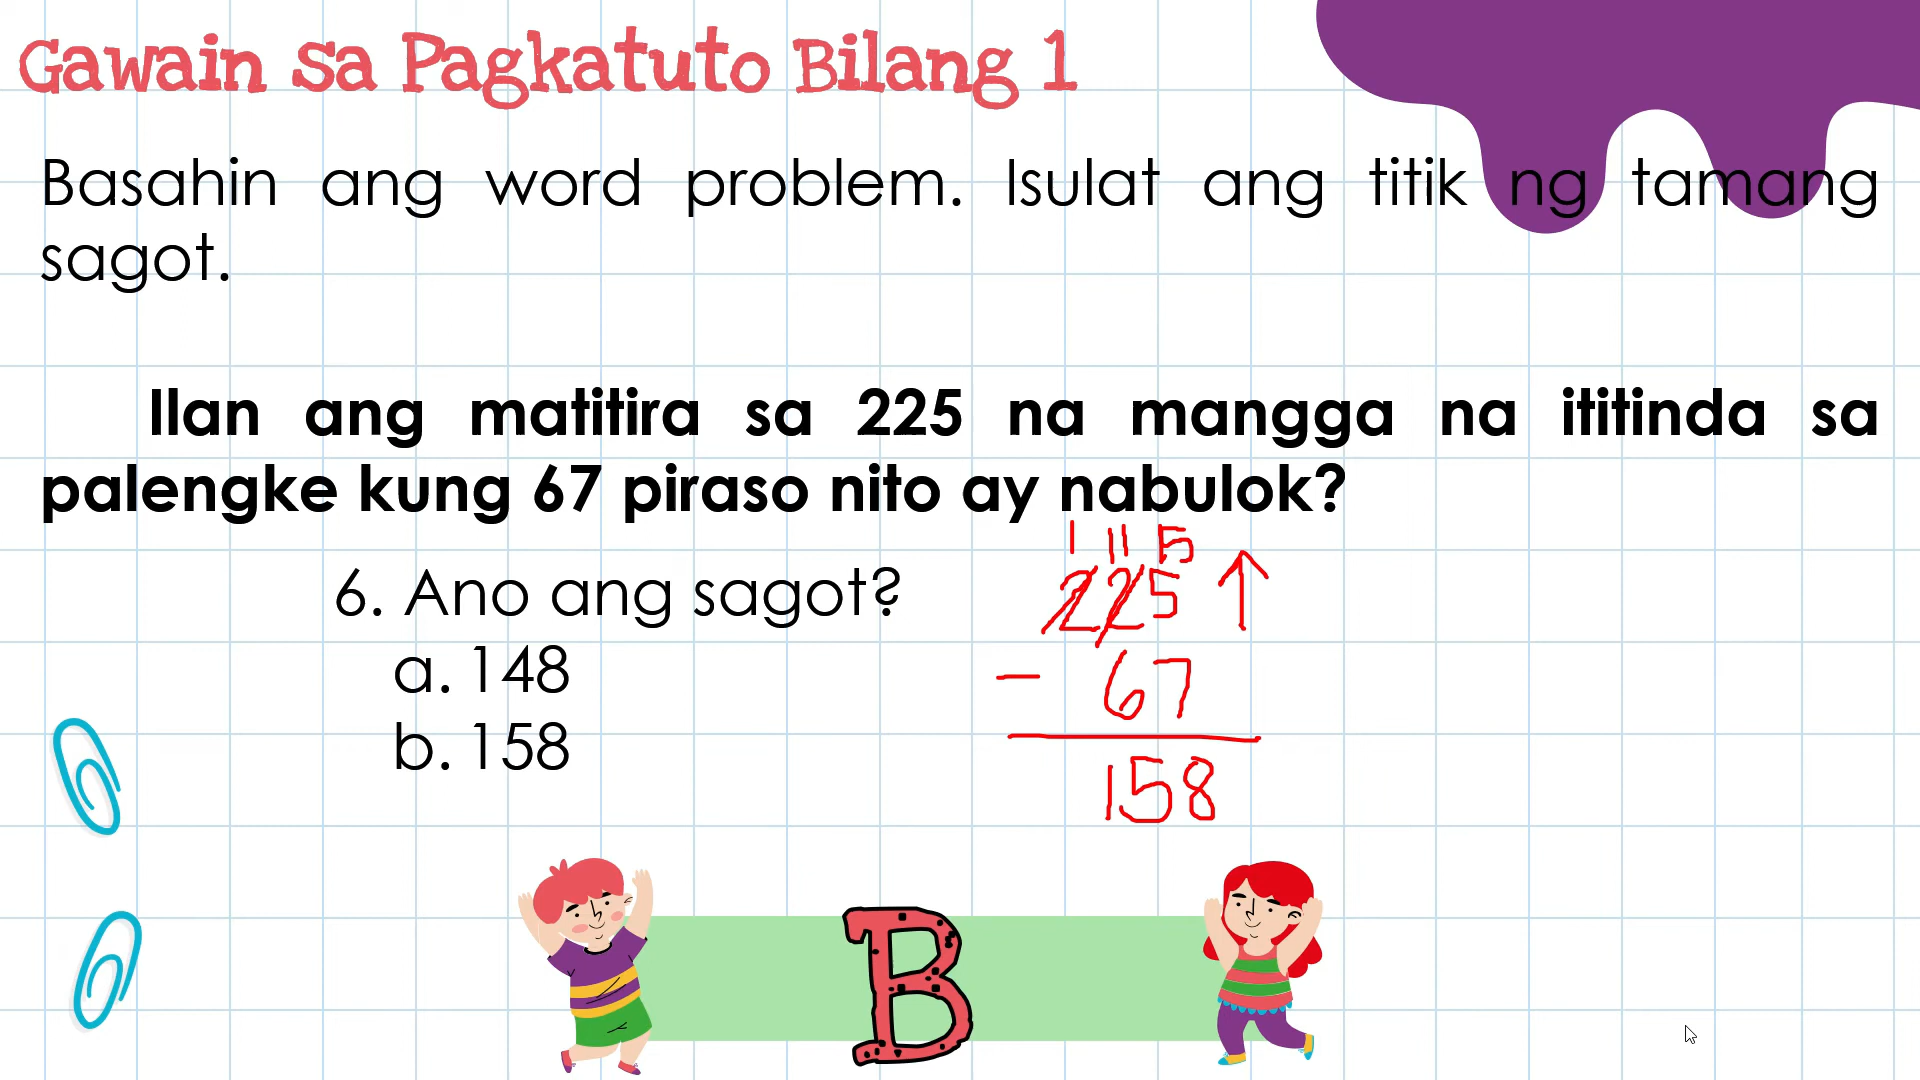 Gawain sa Pagkatuto Bilang 1
Basahin ang word problem. Isulat ang titik ng tamang
sagot.
Ilan ang matitira sa 225 na mangga na ititinda sa
palengke kung 67 piraso nito ay nabulok?
6. Ano ang sagot?
a. 148
b. 158
1 11 15
225
- 67
158
B